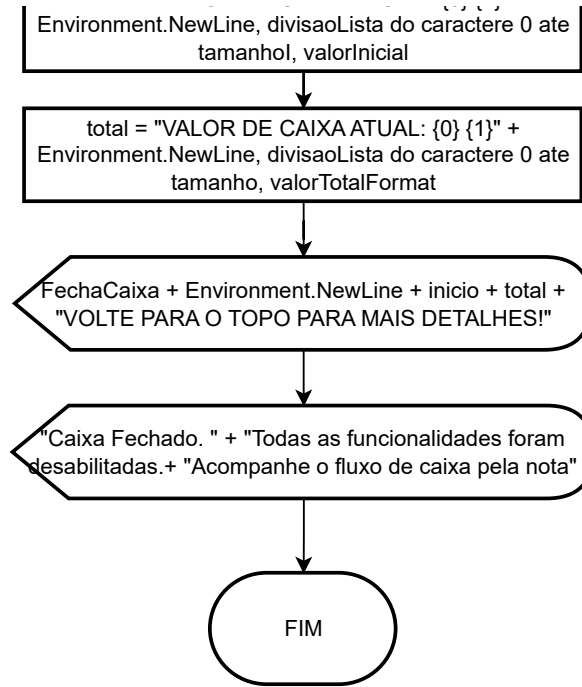 Environment.NewLine, divisaoLista do caractere 0 ate
tamanhoI, valorInicial
total = "VALOR DE CAIXA ATUAL: {0} {1}" +
Environment.NewLine, divisaoLista do caractere 0 ate
tamanho, valorTotalFormat
FechaCaixa + Environment.NewLine + inicio + total +
"VOLTE PARA O TOPO PARA MAIS DETALHES!"
"Caixa Fechado. " + "Todas as funcionalidades foram
desabilitadas.+ "Acompanhe o fluxo de caixa pela nota"
FIM